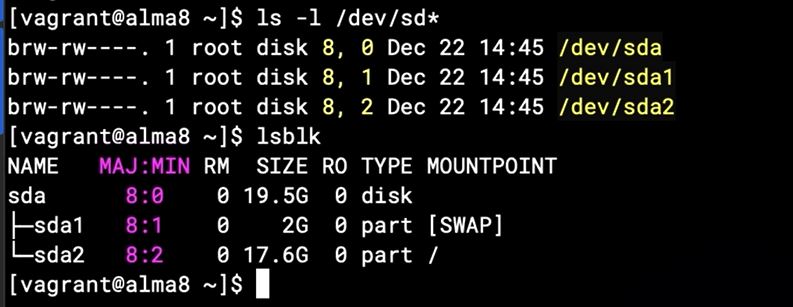 [vagrant@alma8 ~]$ ls -l /dev/sd*
brw-rw----. 1 root disk 8, 0 Dec 22 14:45 /dev/sda
brw-rw----. 1 root disk 8, 1 Dec 22 14:45 /dev/sda1
brw-rw----. 1 root disk 8, 2 Dec 22 14:45 /dev/sda2
[vagrant@alma8 ~]$ lsblk
NAME   MAJ:MIN RM  SIZE RO TYPE MOUNTPOINT
sda      8:0    0 19.5G  0 disk
├─sda1   8:1    0    2G  0 part [SWAP]
└─sda2   8:2    0 17.6G  0 part /
[vagrant@alma8 ~]$